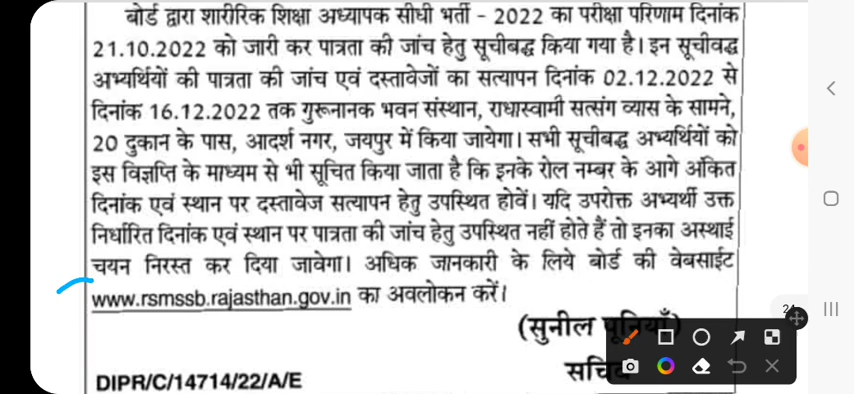 बोर्ड द्वारा शारीरिक शिक्षा अध्यापक सीधी भर्ती - 2022 का परीक्षा परिणाम दिनांक
21.10.2022 को जारी कर पात्रता की जांच हेतु सूचीबद्ध किया गया है। इन सूचीवद्ध
अभ्यर्थियों की पात्रता की जांच एवं दस्तावेजों का सत्यापन दिनांक 02.12.2022 से
दिनांक 16.12.2022 तक गुरूनानक भवन संस्थान, राधास्वामी सत्संग व्यास के सामने,
20 दुकान के पास, आदर्श नगर, जयपुर में किया जायेगा। सभी सूचीबद्ध अभ्यर्थियों को
इस विज्ञप्ति के माध्यम से भी सूचित किया जाता है कि इनके रोल नम्बर के आगे अंकित
दिनांक एवं स्थान पर दस्तावेज सत्यापन हेतु उपस्थित होवें। यदि उपरोक्त अभ्यर्थी उक्त
निर्धारित दिनांक एवं स्थान पर पात्रता की जांच हेतु उपस्थित नहीं होते हैं तो इनका अस्थाई
चयन निरस्त कर दिया जावेगा। अधिक जानकारी के लिये बोर्ड की वेबसाईट
www.rsmssb.rajasthan.gov.in का अवलोकन करें।
(सुनील पूनियाँ)
सचिव
DIPR/C/14714/22/A/E